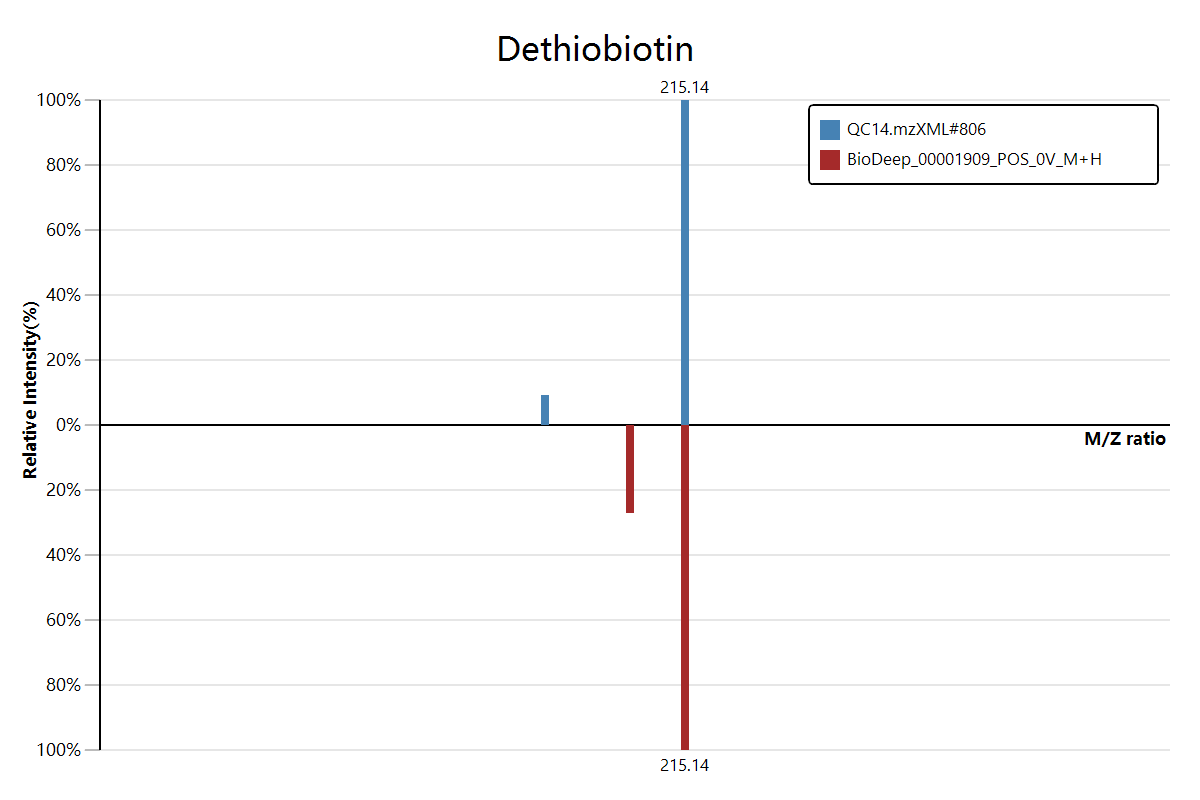 Dethiobiotin
215.14
100%
80%
60%
40%
20%
0%
20%
40%
60%
80%
100%
Relative Intensity(%)
QC14.mzXML#806
BioDeep_00001909_POS_0V_M+H
M/Z ratio
215.14